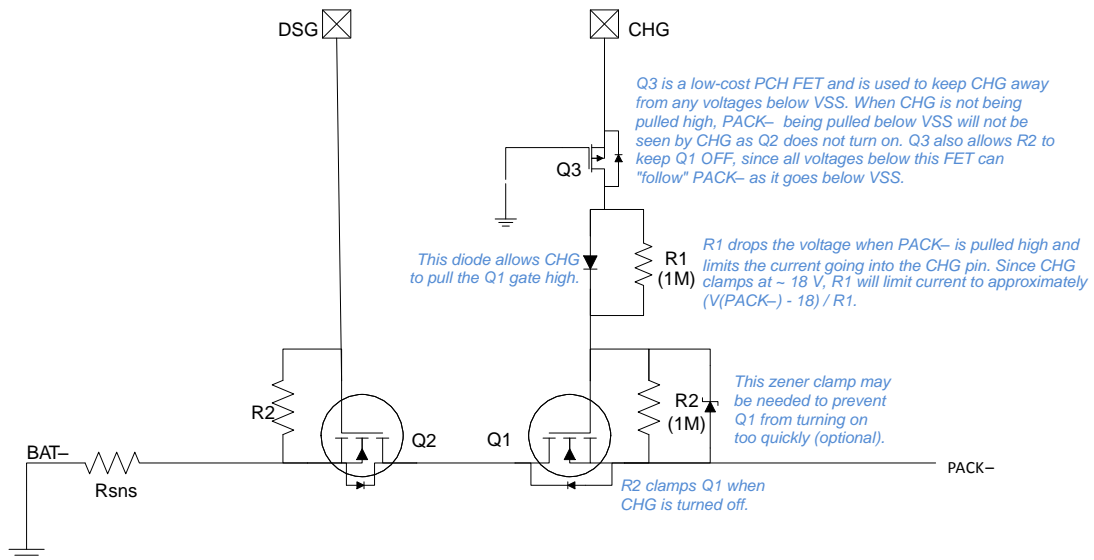 DSG
CHG
Q3 is a low-cost PCH FET and is used to keep CHG away
from any voltages below VSS. When CHG is not being
pulled high, PACK– being pulled below VSS will not be
seen by CHG as Q2 does not turn on. Q3 also allows R2 to
keep Q1 OFF, since all voltages below this FET can
"follow" PACK– as it goes below VSS.
Q3
This diode allows CHG
to pull the Q1 gate high.
R1
(1M)
R1 drops the voltage when PACK– is pulled high and
limits the current going into the CHG pin. Since CHG
clamps at ~ 18 V, R1 will limit current to approximately
(V(PACK–) - 18) / R1.
R2
Q2
Q1
R2
(1M)
This zener clamp may
be needed to prevent
Q1 from turning on
too quickly (optional).
BAT–
Rsns
PACK–
R2 clamps Q1 when
CHG is turned off.